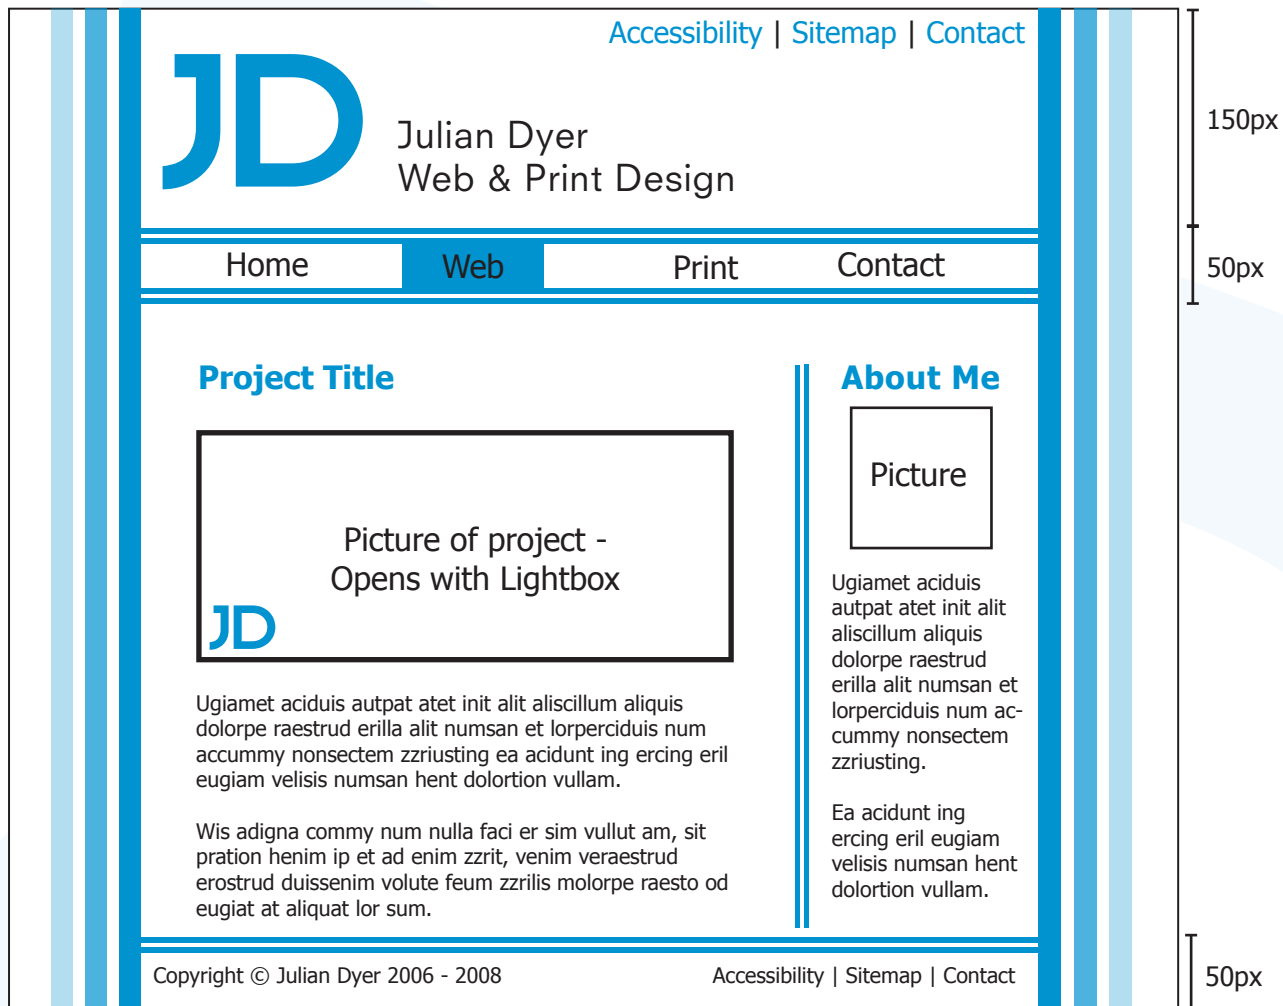 Accessibility | Sitemap | Contact
JD
Julian Dyer
Web & Print Design
150px
Home Web Print Contact
50px
Project Title
Picture of project -
Opens with Lightbox
JD
Ugiamet aciduis autpat atet init alit aliscillum aliquis
dolorpe raestrud erilla alit numsan et lorperciduis num
accummy nonsectem zzriusting ea acidunt ing ercing eril
eugiam velisis numsan hent dolortion vullam.
Wis adigna commy num nulla faci er sim vullut am, sit
pration henim ip et ad enim zzrit, venim veraestrud
erostrud duissenim volute feum zzrilis molorpe raesto od
eugiat at aliquat lor sum.
About Me
Picture
Ugiamet aciduis
autpat atet init alit
aliscillum aliquis
dolorpe raestrud
erilla alit numsan et
lorperciduis num ac-
cummy nonsectem
zzriusting.
Ea acidunt ing
ercing eril eugiam
velisis numsan hent
dolortion vullam.
Copyright © Julian Dyer 2006 - 2008
Accessibility | Sitemap | Contact
50px